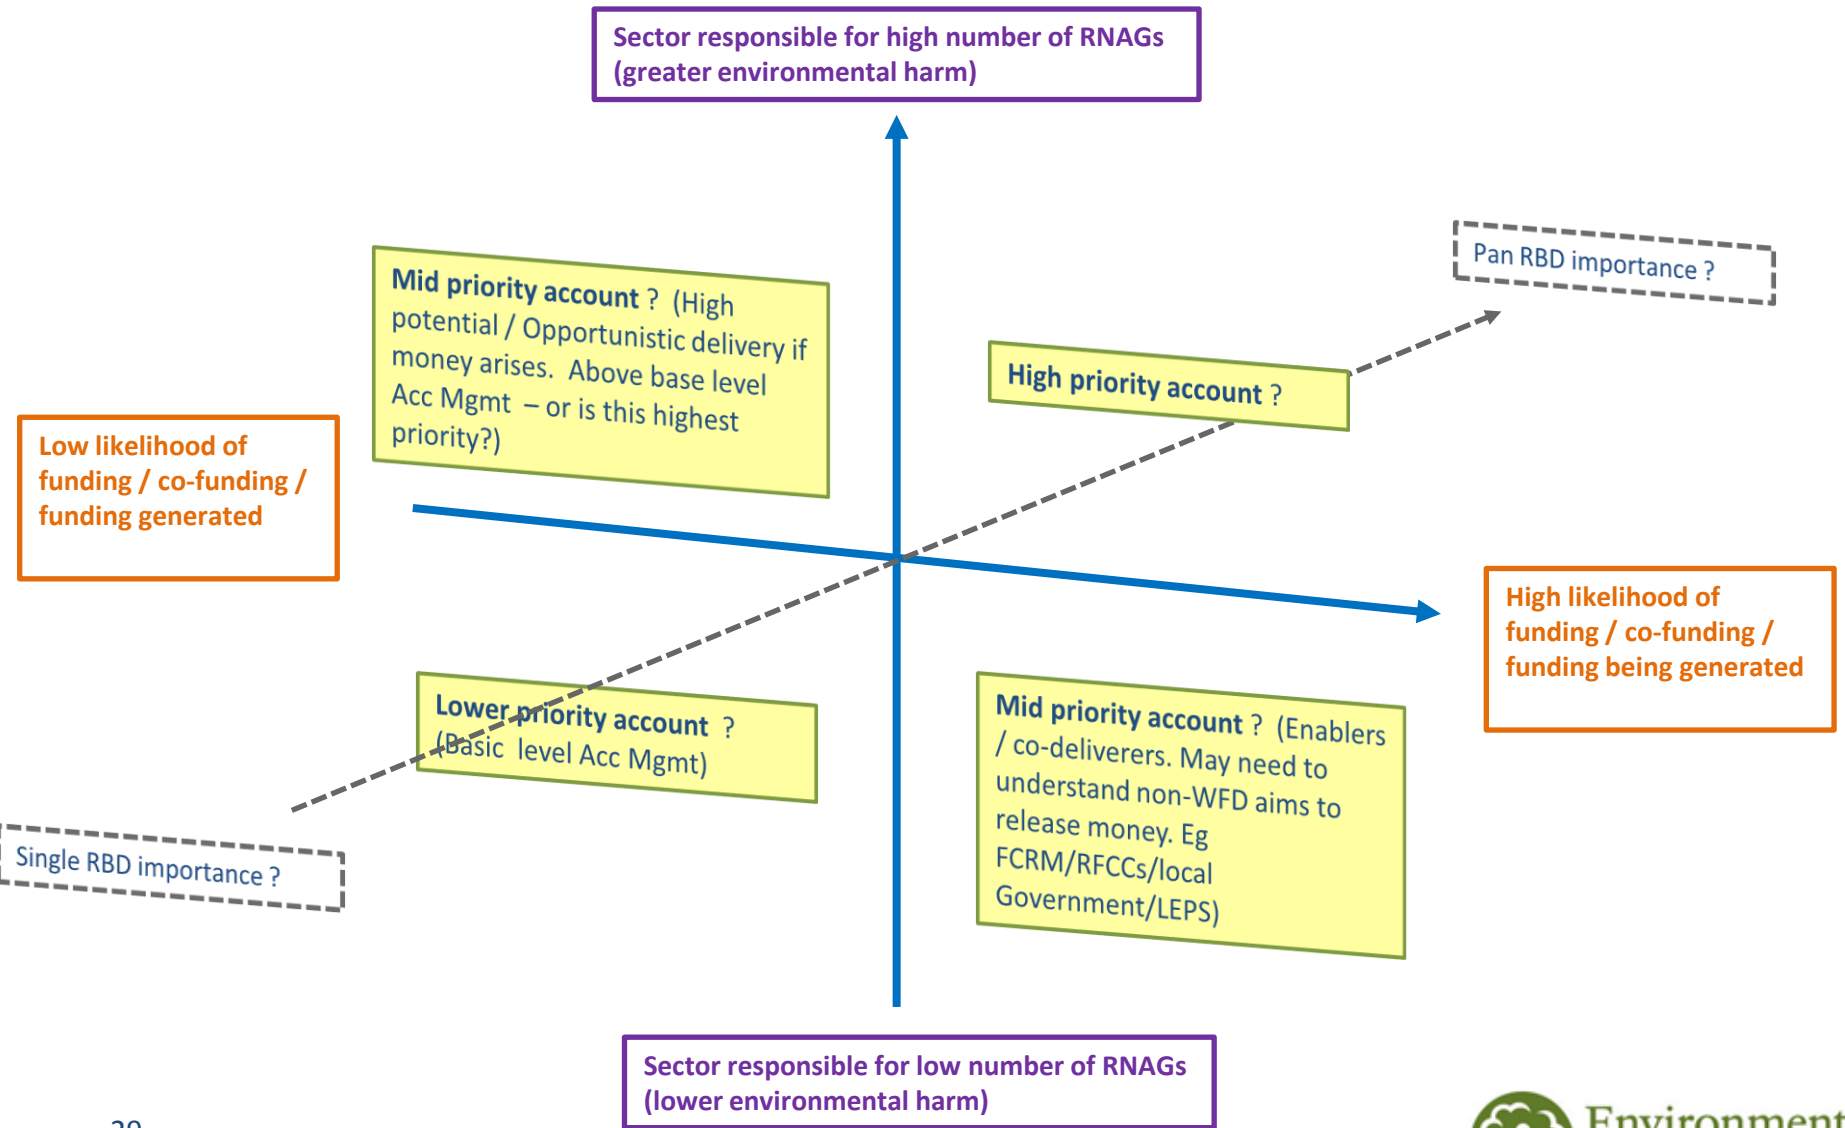 Sector responsible for high number of RNAGs
(greater environmental harm)
Pan RBD importance ?
Mid priority account ? (High
potential / Opportunistic delivery if
money arises. Above base level
Acc Mgmt – or is this highest
priority?)
High priority account ?
Low likelihood of
funding / co-funding /
funding generated
High likelihood of
funding / co-funding /
funding being generated
Lower priority account ?
(Basic level Acc Mgmt)
Mid priority account ? (Enablers
/ co-deliverers. May need to
understand non-WFD aims to
release money. Eg
FCRM/RFCCs/local
Government/LEPS)
Single RBD importance ?
Sector responsible for low number of RNAGs
(lower environmental harm)
Environment